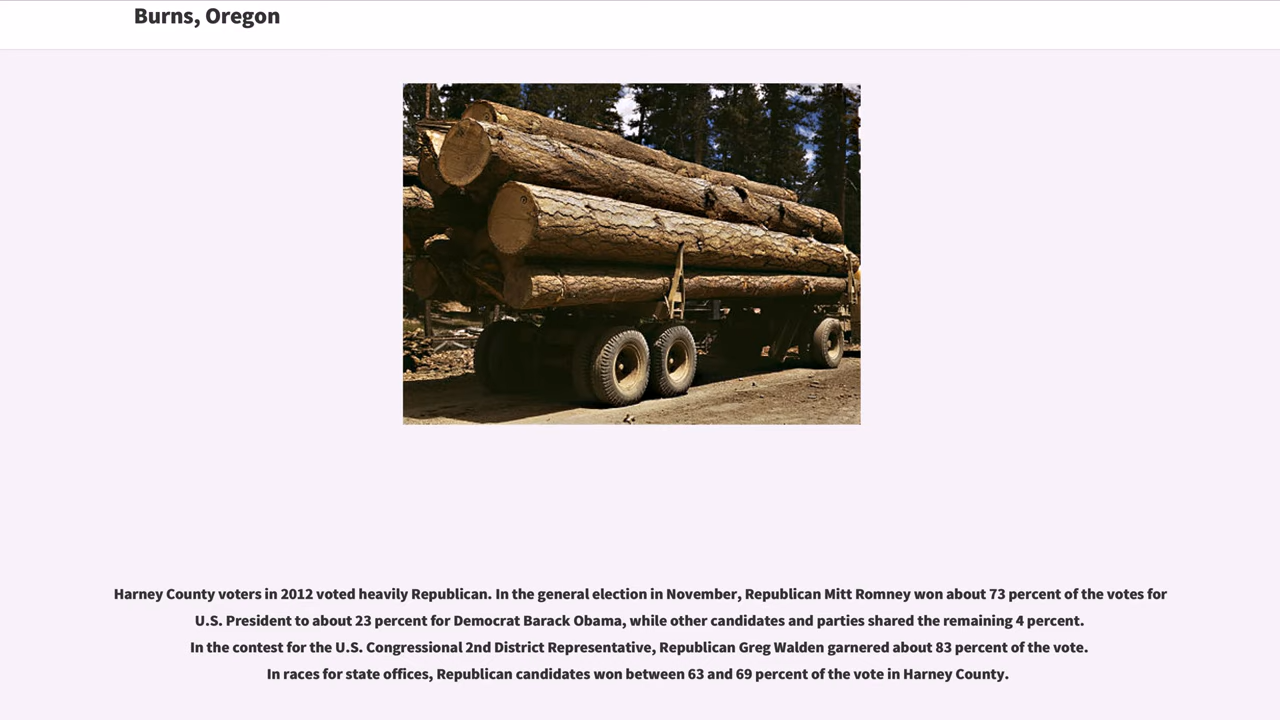 Burns, Oregon
Harney County voters in 2012 voted heavily Republican. In the general election in November, Republican Mitt Romney won about 73 percent of the votes for
U.S. President to about 23 percent for Democrat Barack Obama, while other candidates and parties shared the remaining 4 percent.
In the contest for the U.S. Congressional 2nd District Representative, Republican Greg Walden garnered about 83 percent of the vote.
In races for state offices, Republican candidates won between 63 and 69 percent of the vote in Harney County.